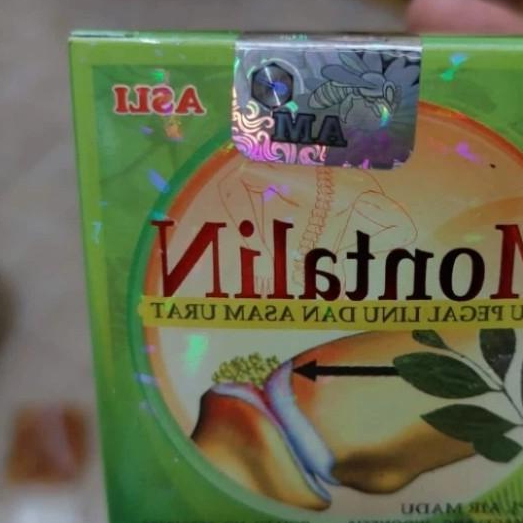 ASLI
AM
MontaliN
U PEGAL LINU DAN ASAM URAT
AIR MADU